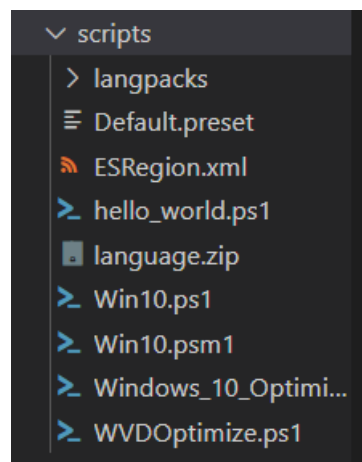 scripts
langpacks
Default.preset
ESRegion.xml
hello_world.ps1
language.zip
Win10.ps1
Win10.psm1
Windows_10_Optimi...
WVDOptimize.ps1